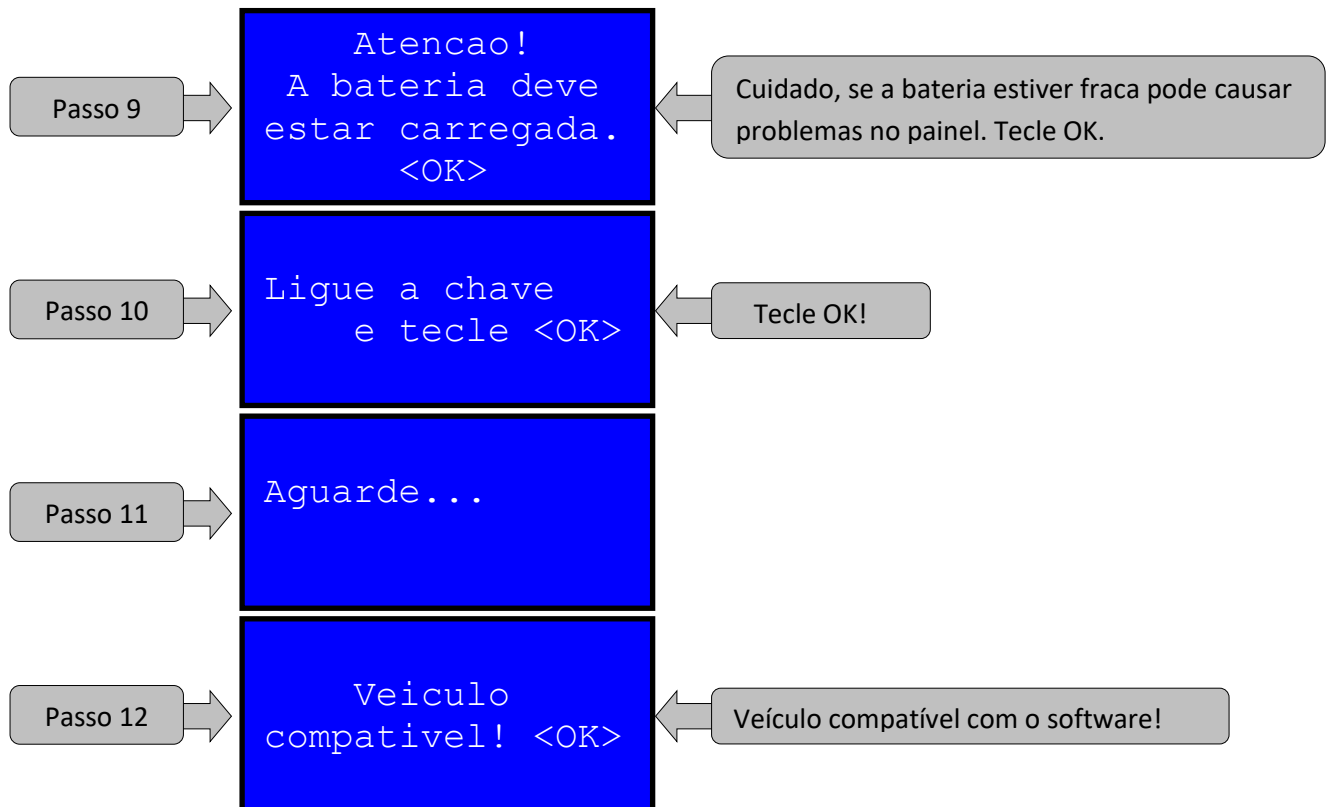 Passo 9
Atencao!
A bateria deve
estar carregada.
<OK>
Cuidado, se a bateria estiver fraca pode causar
problemas no painel. Tecle OK.
Passo 10
Ligue a chave
e tecle <OK>
Tecle OK!
Passo 11
Aguarde...
Passo 12
Veiculo
compativel! <OK>
Veículo compatível com o software!